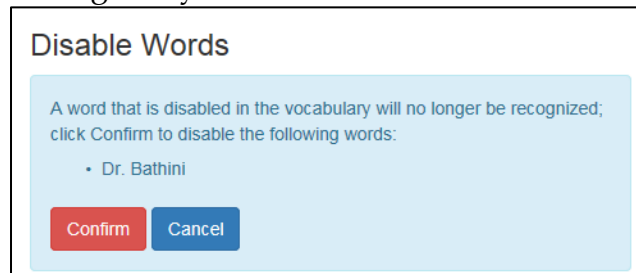 Disable Words
A word that is disabled in the vocabulary will no longer be recognized;
click Confirm to disable the following words:
• Dr. Bathini
Confirm Cancel